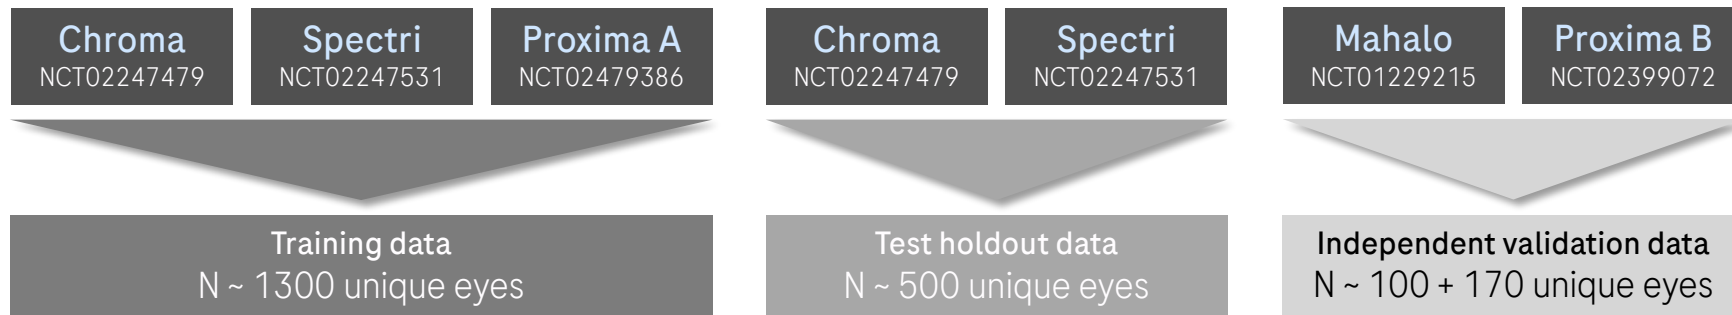 Chroma
NCT02247479
Spectri
NCT02247531
Proxima A
NCT02479386
Training data
N ~ 1300 unique eyes
Chroma
NCT02247479
Spectri
NCT02247531
Test holdout data
N ~ 500 unique eyes
Mahalo
NCT01229215
Proxima B
NCT02399072
Independent validation data
N ~ 100 + 170 unique eyes